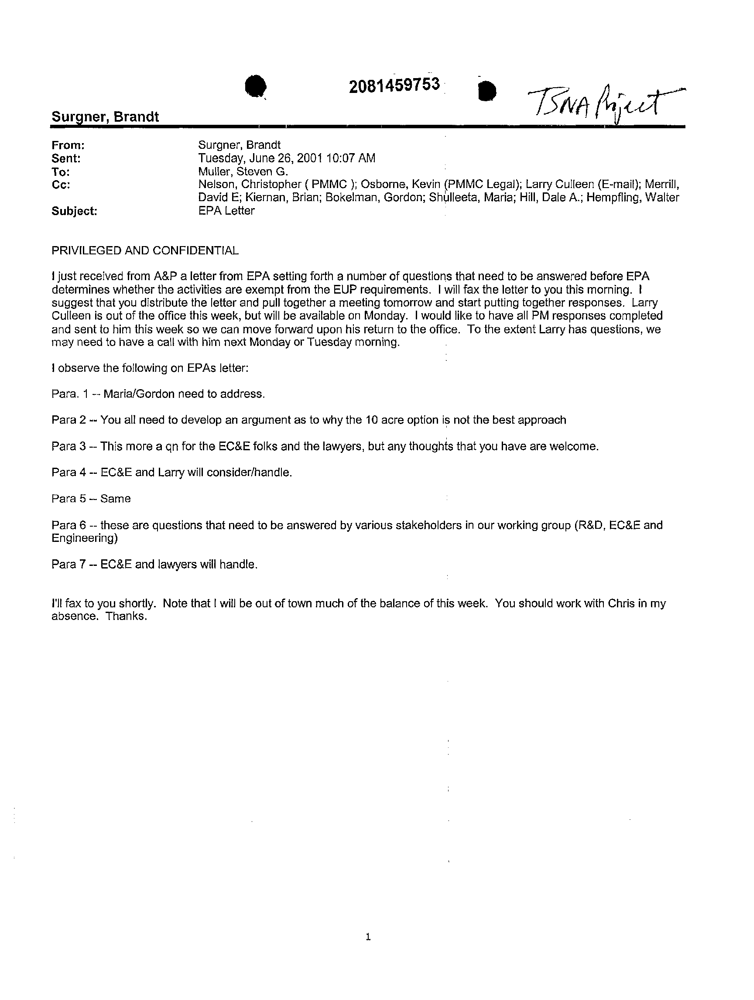 2081459753
TSNA Project
Surgner, Brandt
From: Surgner, Brandt
Sent: Tuesday, June 26, 2001 10:07 AM
To: Muller, Steven G.
Cc: Nelson, Christopher ( PMMC ); Osborne, Kevin (PMMC Legal); Larry Culleen (E-mail); Merrill,
David E; Kiernan, Brian; Bokelman, Gordon; Shulleeta, Maria; Hill, Dale A.; Hempfling, Walter
Subject: EPA Letter
PRIVILEGED AND CONFIDENTIAL
I just received from A&P a letter from EPA setting forth a number of questions that need to be answered before EPA
determines whether the activities are exempt from the EUP requirements. I will fax the letter to you this morning. I
suggest that you distribute the letter and pull together a meeting tomorrow and start putting together responses. Larry
Culleen is out of the office this week, but will be available on Monday. I would like to have all PM responses completed
and sent to him this week so we can move forward upon his return to the office. To the extent Larry has questions, we
may need to have a call with him next Monday or Tuesday morning.
I observe the following on EPAs letter:
Para. 1 -- Maria/Gordon need to address.
Para 2 -- You all need to develop an argument as to why the 10 acre option is not the best approach
Para 3 -- This more a qn for the EC&E folks and the lawyers, but any thoughts that you have are welcome.
Para 4 -- EC&E and Larry will consider/handle.
Para 5 -- Same
Para 6 -- these are questions that need to be answered by various stakeholders in our working group (R&D, EC&E and
Engineering)
Para 7 -- EC&E and lawyers will handle.
I'll fax to you shortly. Note that I will be out of town much of the balance of this week. You should work with Chris in my
absence. Thanks.
1